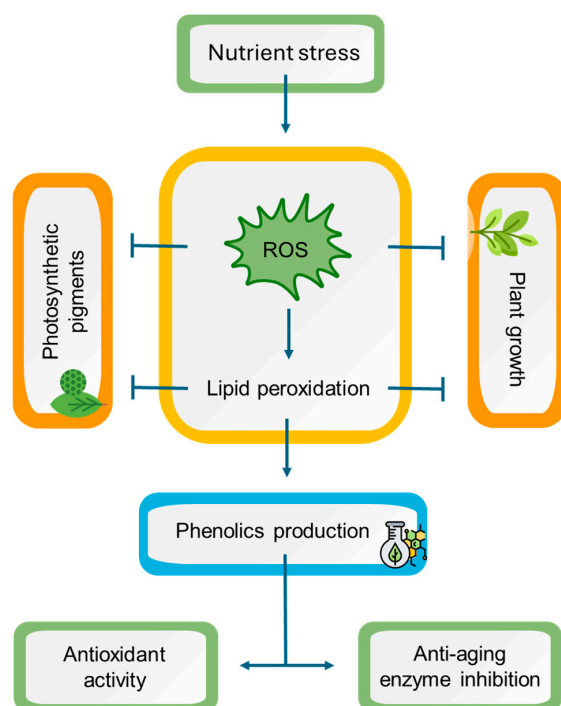 Nutrient stress
Photosynthetic
pigments
ROS
Plant growth
Lipid peroxidation
Phenolics production
Antioxidant
activity
Anti-aging
enzyme inhibition